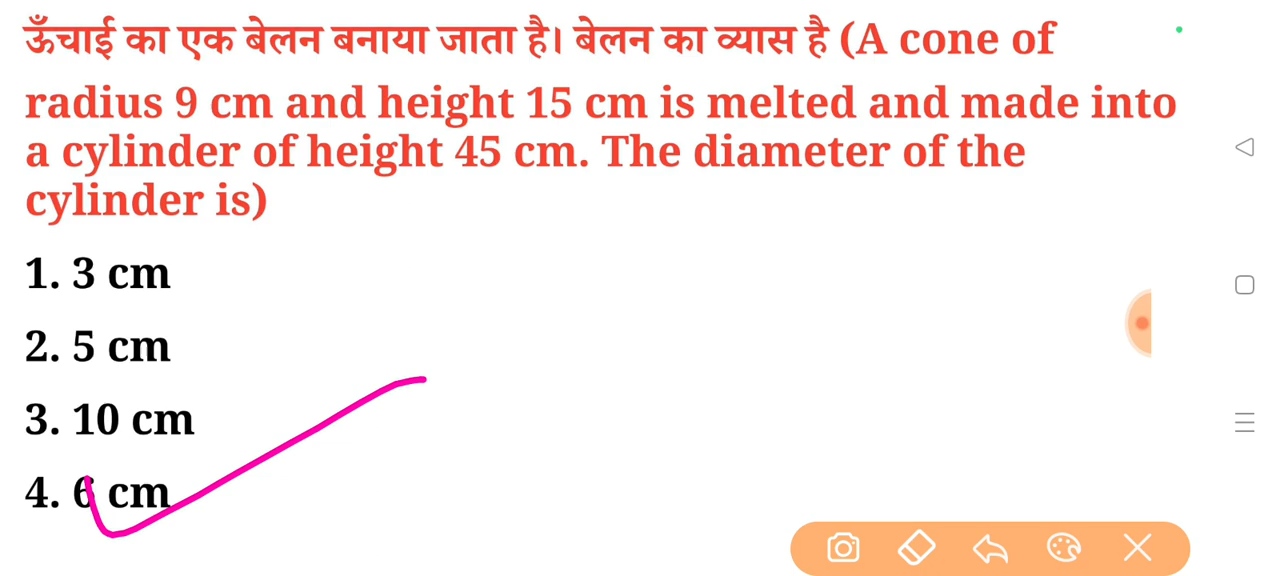 ऊँचाई का एक बेलन बनाया जाता है। बेलन का व्यास है (A cone of
radius 9 cm and height 15 cm is melted and made into
a cylinder of height 45 cm. The diameter of the
cylinder is)
1. 3 cm
2. 5 cm
3. 10 cm
4. 6 cm